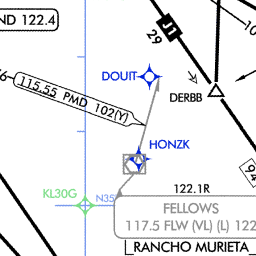 ND 122.4
J1
29
10
DOUIT
6
115.55 PMD 102(Y)
DERBB
HONZK
94
KL30G
N35
122.1R
FELLOWS
117.5 FLW (VL) (L) 122
RANCHO MURIETA